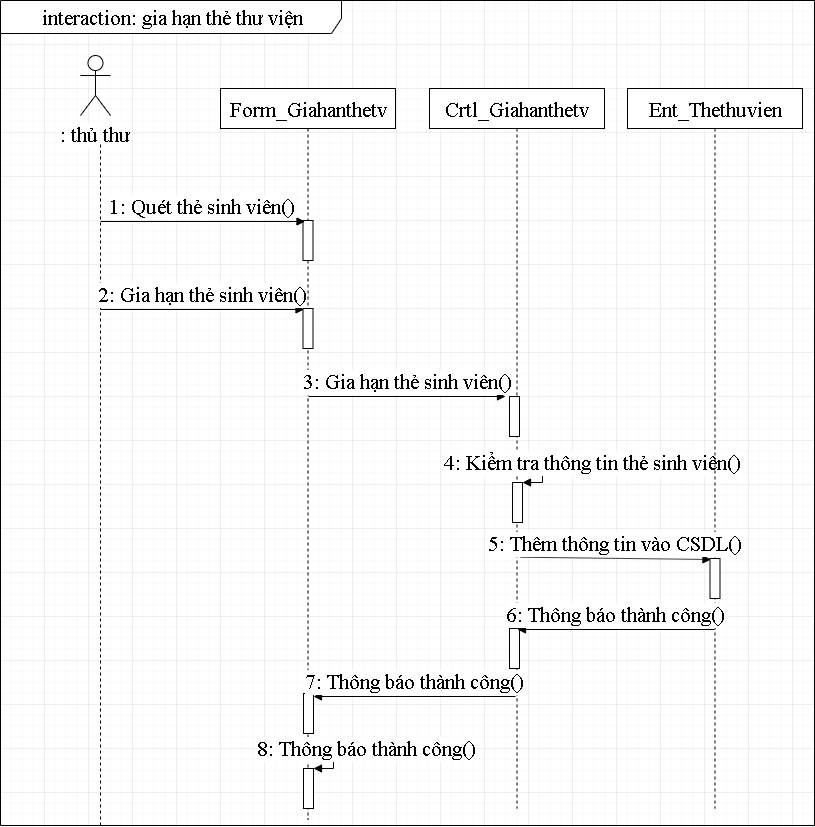 interaction: gia hạn thẻ thư viện
: thủ thư
Form_Giahanthetv
Crtl_Giahanthetv
Ent_Thethuvien
1: Quét thẻ sinh viên()
2: Gia hạn thẻ sinh viên()
3: Gia hạn thẻ sinh viên()
4: Kiểm tra thông tin thẻ sinh viên()
5: Thêm thông tin vào CSDL()
6: Thông báo thành công()
7: Thông báo thành công()
8: Thông báo thành công()